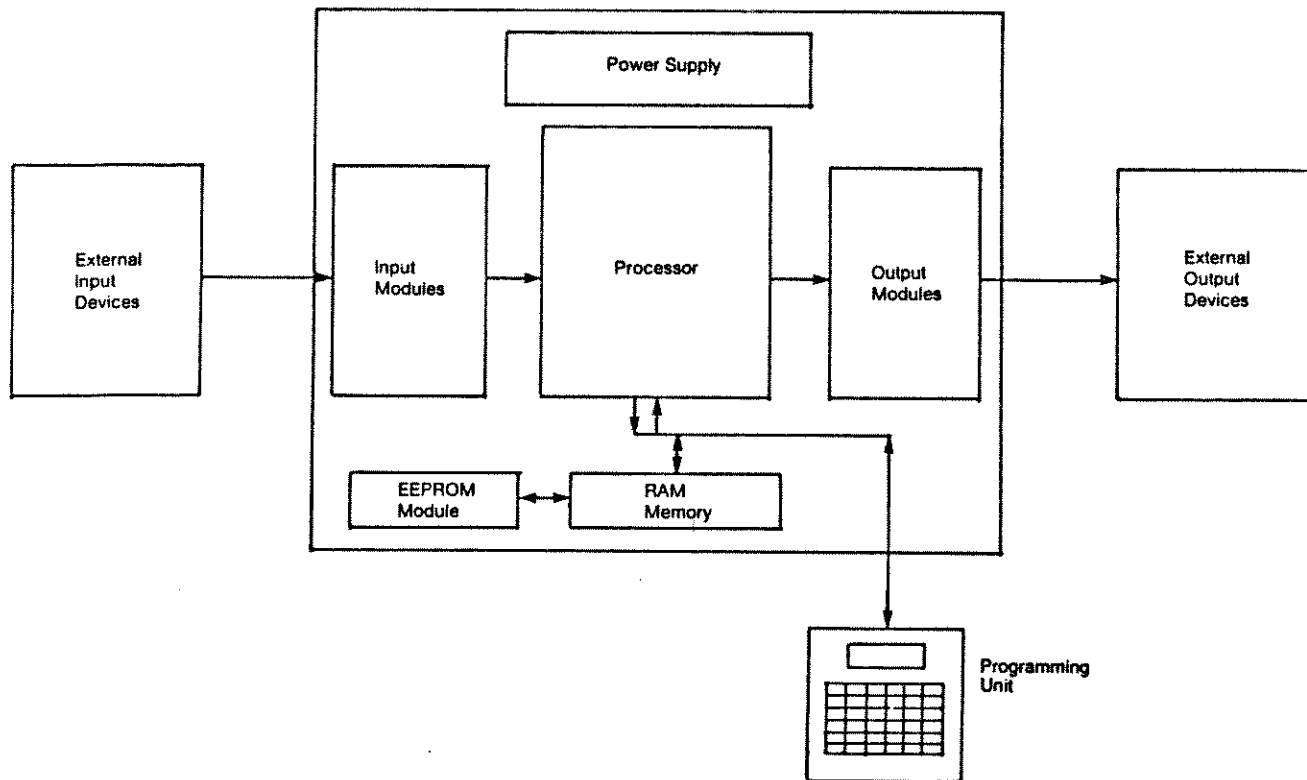 Power Supply
External
Input
Devices
Input
Modules
Processor
Output
Modules
External
Output
Devices
EEPROM
Module
RAM
Memory
Programming
Unit